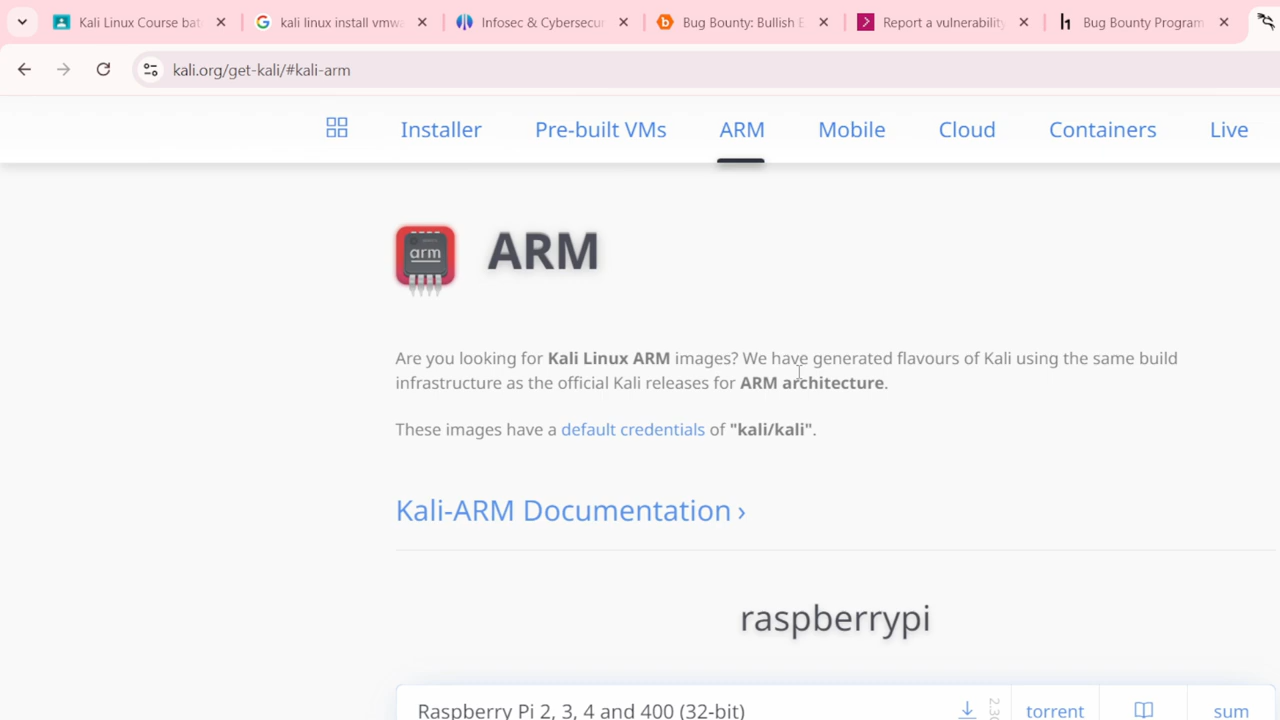 Kali Linux Course bat
kali linux install vmwa
Infosec & Cybersecur
Bug Bounty: Bullish E
Report a vulnerability
Bug Bounty Program
kali.org/get-kali/#kali-arm
Installer
Pre-built VMs
ARM
Mobile
Cloud
Containers
Live
arm
ARM
Are you looking for Kali Linux ARM images? We have generated flavours of Kali using the same build
infrastructure as the official Kali releases for ARM architecture.
These images have a default credentials of "kali/kali".
Kali-ARM Documentation ›
raspberrypi
Raspberry Pi 2, 3, 4 and 400 (32-bit)
torrent
sum